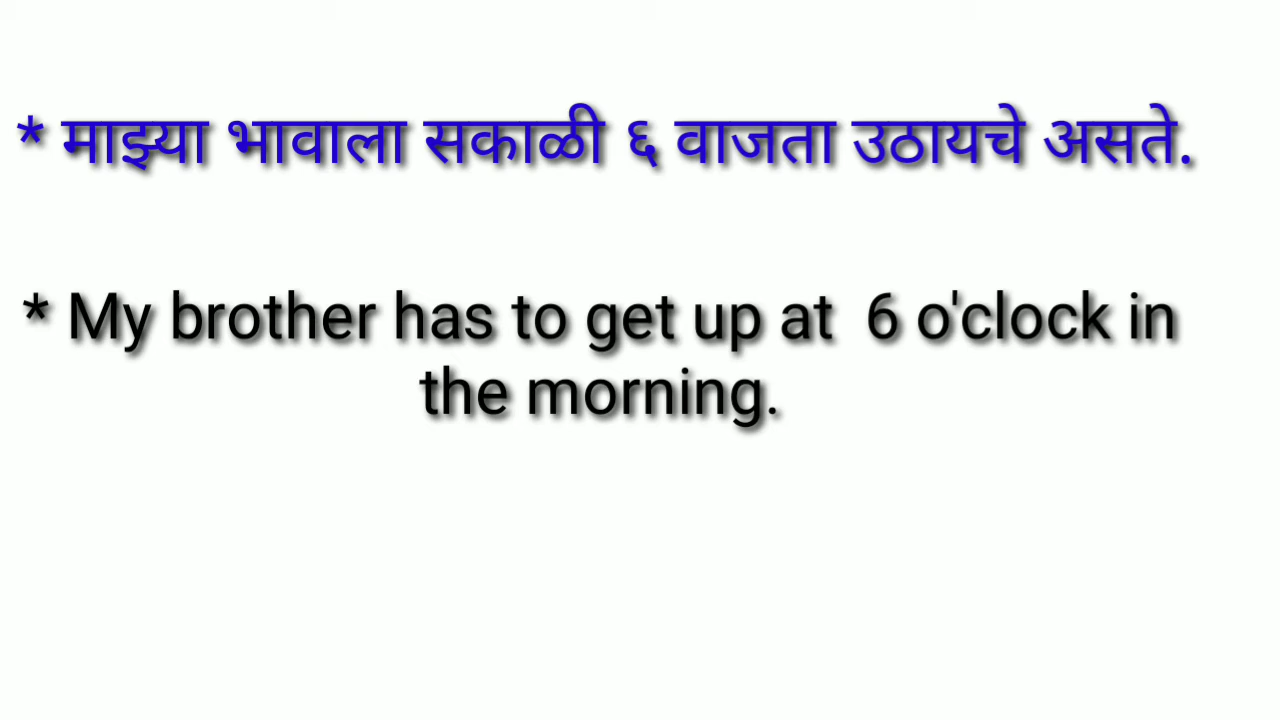 * माझ्या भावाला सकाळी ६ वाजता उठायचे असते.
* My brother has to get up at  6 o'clock in
the morning.